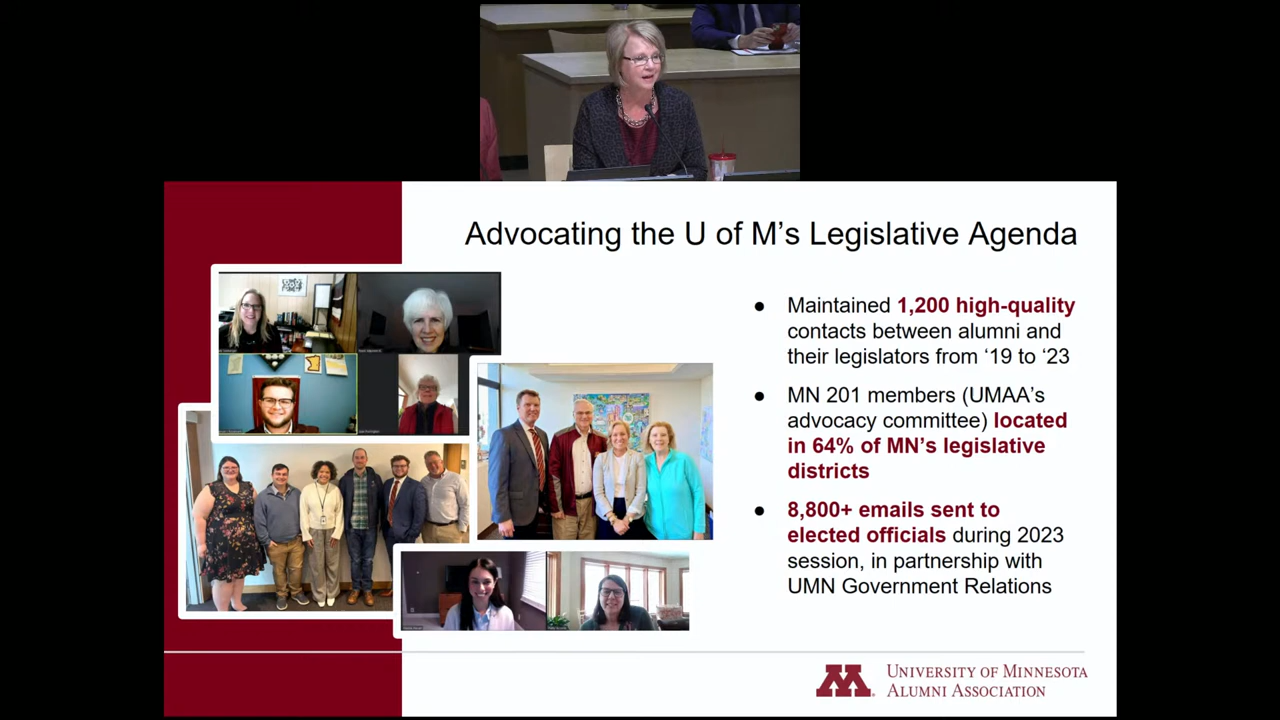 Advocating the U of M's Legislative Agenda
● Maintained 1,200 high-quality
contacts between alumni and
their legislators from ‘19 to ‘23
● MN 201 members (UMAA's
advocacy committee) located
in 64% of MN's legislative
districts
● 8,800+ emails sent to
elected officials during 2023
session, in partnership with
UMN Government Relations
M
UNIVERSITY OF MINNESOTA
ALUMNI ASSOCIATION